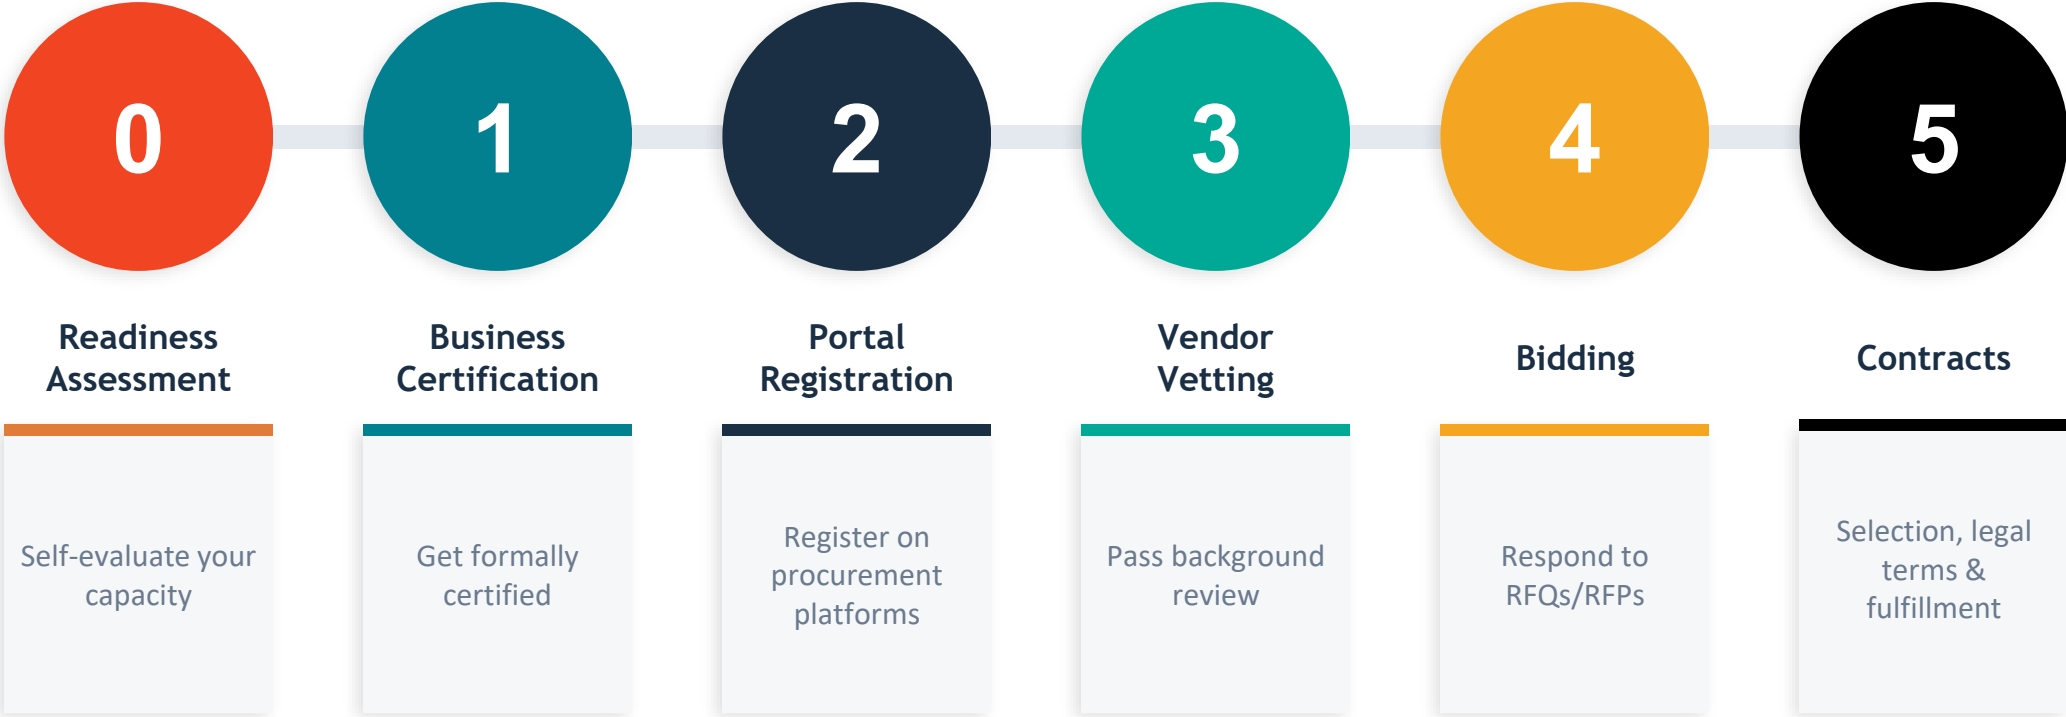 0
1
2
3
4
5
Readiness
Assessment
Business
Certification
Portal
Registration
Vendor
Vetting
Bidding
Contracts
Self-evaluate your
capacity
Get formally
certified
Register on
procurement
platforms
Pass background
review
Respond to
RFQs/RFPs
Selection, legal
terms &
fulfillment